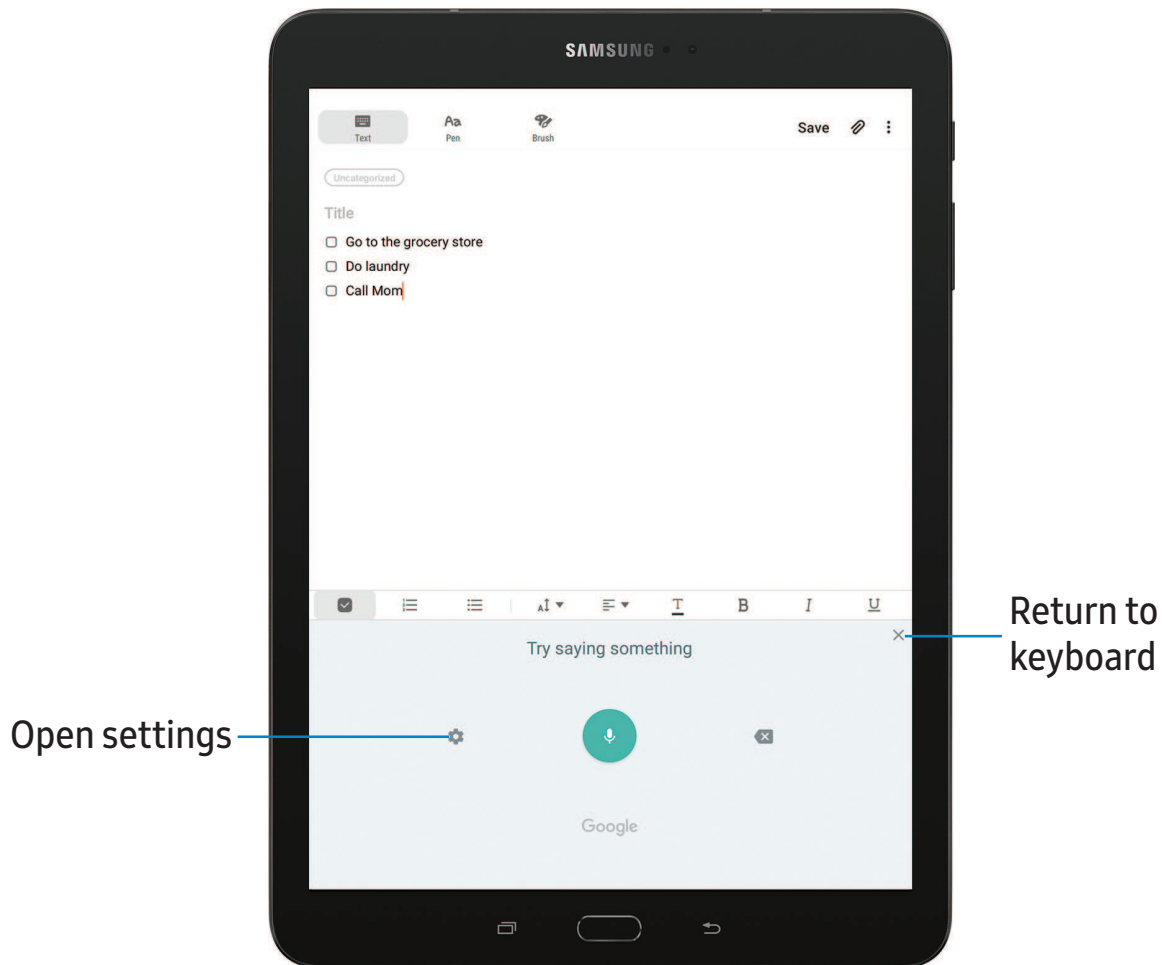 SAMSUNG
Aa
Save
Text
Pen
Brush
Uncategorized
Title
Go to the grocery store
Do laundry
Call Mom
A T B I U
Try saying something
Return to
keyboard
Open settings
Google